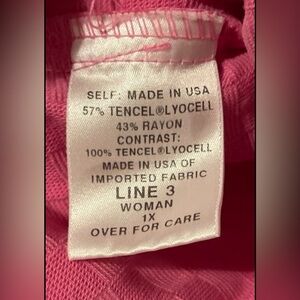 SELF: MADE IN USA
57% TENCEL®LYOCELL
43% RAYON
CONTRAST:
100% TENCEL®LYOCELL
MADE IN USA OF
IMPORTED FABRIC
LINE 3
WOMAN
1X
OVER FOR CARE